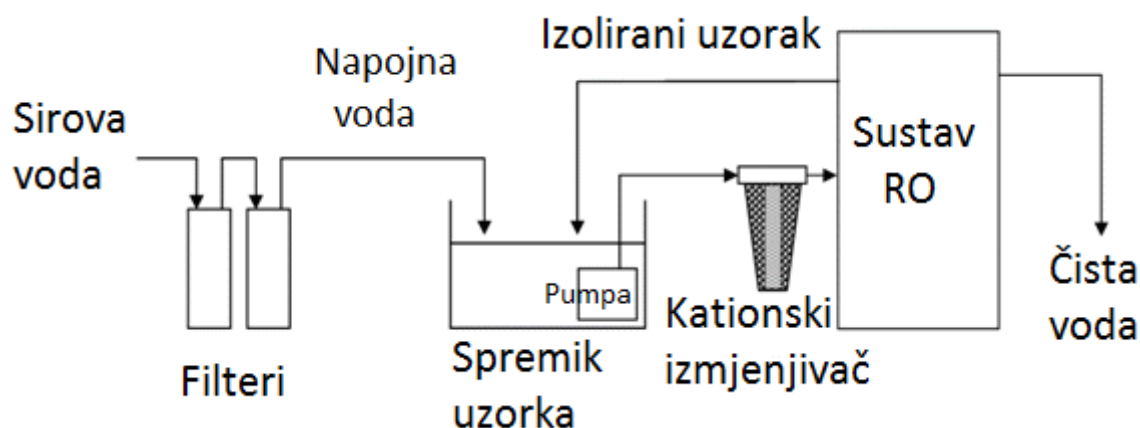 Sirova
voda
Filteri
Napojna
voda
Spremik
uzorka
Pumpa
Izolirani uzorak
Kationski
izmjenjivač
Sustav
RO
Čista
voda